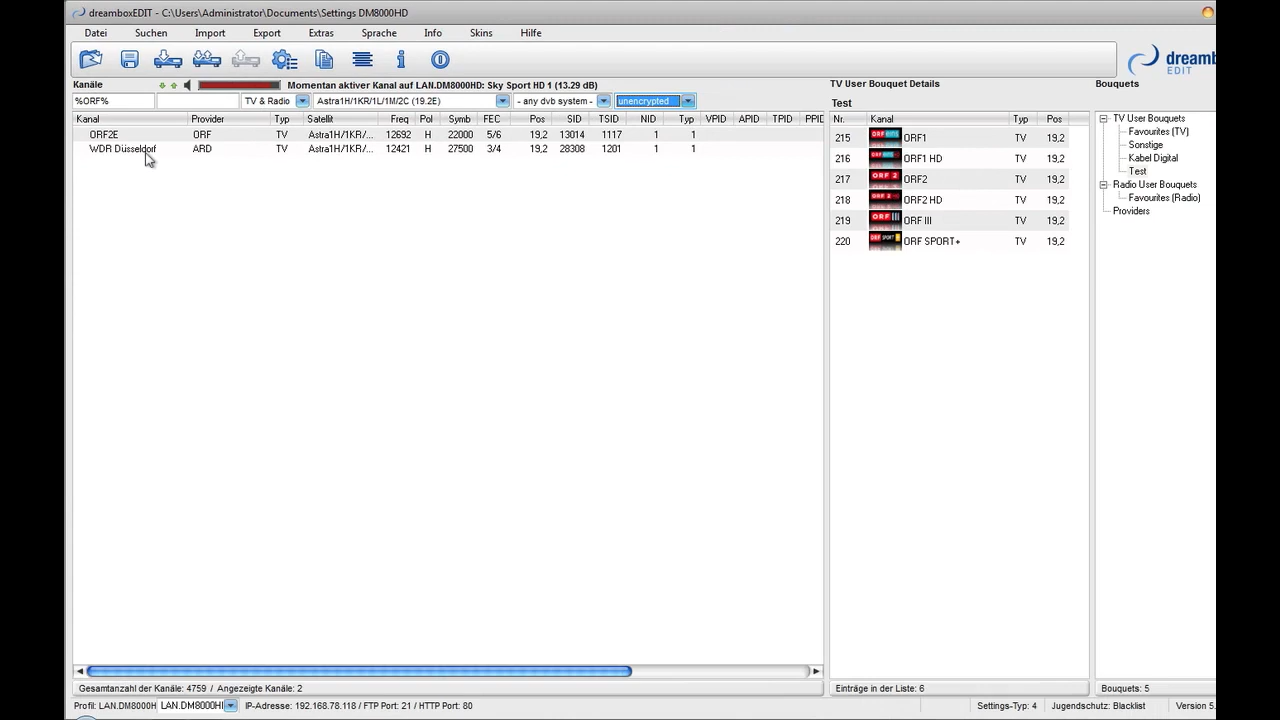 dreamboxEDIT - C:\Users\Administrator\Documents\Settings DM8000HD
Datei Suchen Import Export Extras Sprache Info Skins Hilfe
Kanäle Momentan aktiver Kanal auf LAN.DM8000HD: Sky Sport HD 1 (13.29 dB) TV User Bouquet Details Bouquets
dreamb
EDIT
%ORF% TV & Radio Astra1H/1KR/1L/1M/2C (19.2E) - any dvb system - unencrypted Test
Kanal Provider Typ Satellit Freq Pol Symb FEC Pos SID TSID NID Typ VPID APID TPID PPID Nr. Kanal Typ Pos
ORF2E ORF TV Astra1H/1KR/... 12692 H 22000 5/6 19,2 13014 1117 1 1
WDR Düsseldorf ARD TV Astra1H/1KR/... 12421 H 27500 3/4 19,2 28308 1201 1 1
215 ORF1 TV 19,2
216 ORF1 HD TV 19,2
217 ORF2 TV 19,2
218 ORF2 HD TV 19,2
219 ORF III TV 19,2
220 ORF SPORT+ TV 19,2
TV User Bouquets
Favourites (TV)
Sonstige
Kabel Digital
Test
Radio User Bouquets
Favourites (Radio)
Providers
Gesamtanzahl der Kanäle: 4759 / Angezeigte Kanäle: 2 Einträge in der Liste: 6 Bouquets: 5
Profil: LAN.DM8000H LAN.DM8000HI IP-Adresse: 192.168.78.118 / FTP Port: 21 / HTTP Port: 80 Settings-Typ: 4 Jugendschutz: Blacklist Version 5.